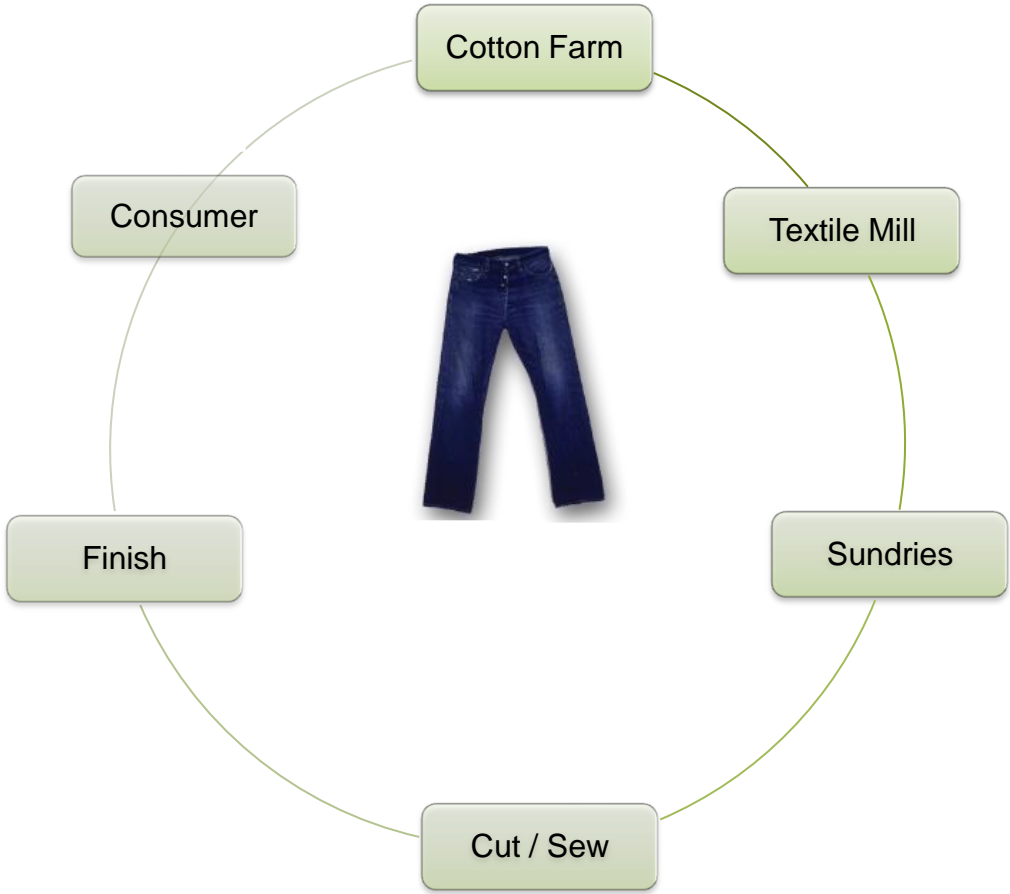 Cotton Farm
Textile Mill
Sundries
Cut / Sew
Finish
Consumer